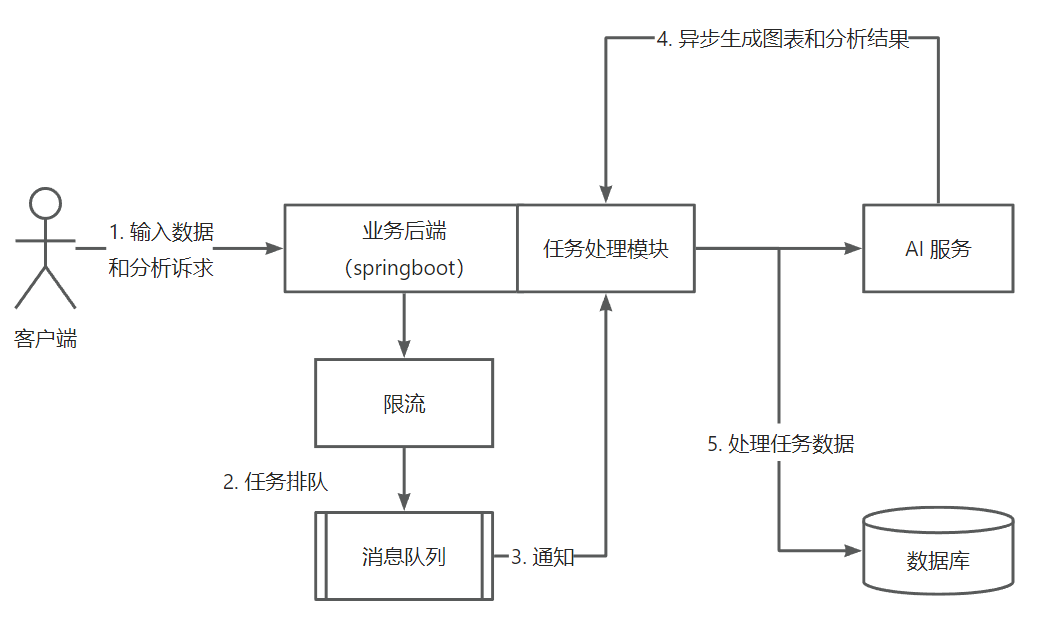 4. 异步生成图表和分析结果
1. 输入数据
和分析诉求
客户端
业务后端
（springboot）
任务处理模块
AI 服务
限流
2. 任务排队
消息队列
3. 通知
5. 处理任务数据
数据库